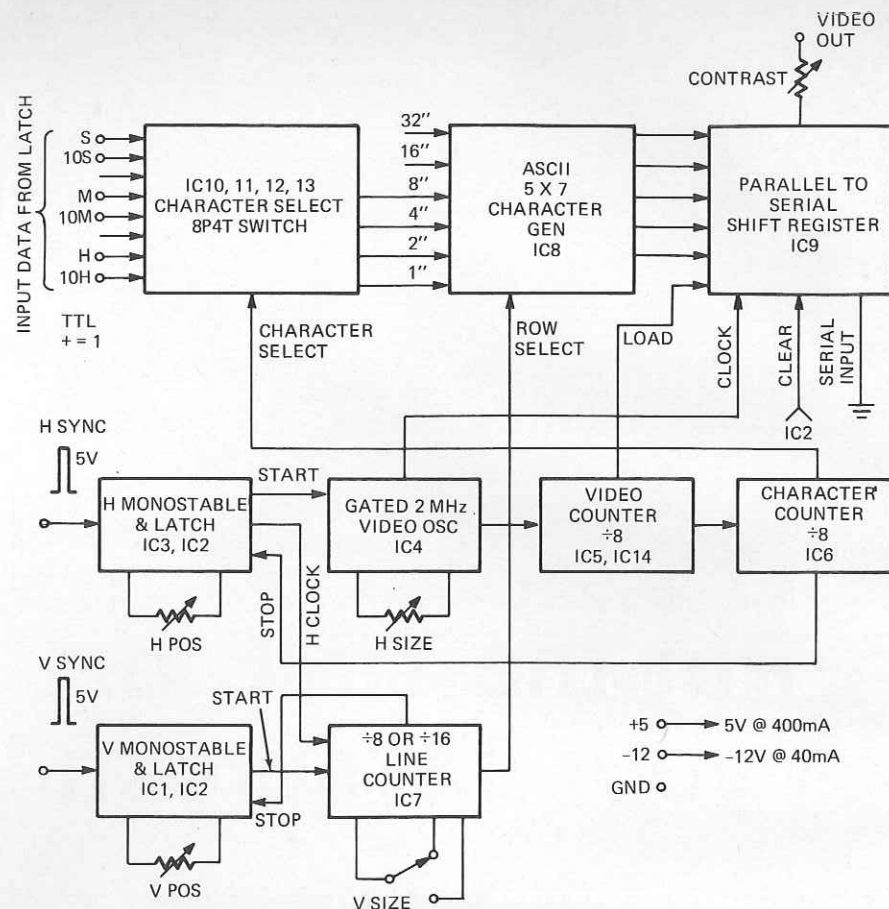 VIDEO
OUT
CONTRAST
INPUT DATA FROM LATCH
S
10S
M
10M
H
10H
TTL
+ = 1
IC10, 11, 12, 13
CHARACTER SELECT
8P4T SWITCH
32"
16"
8"
4"
2"
1"
ASCII
5 X 7
CHARACTER
GEN
IC8
PARALLEL TO
SERIAL
SHIFT REGISTER
IC9
CHARACTER
SELECT
ROW
SELECT
LOAD
CLOCK
CLEAR
SERIAL
INPUT
IC2
H SYNC
5V
H MONOSTABLE
& LATCH
IC3, IC2
START
GATED 2 MHz
VIDEO OSC
IC4
VIDEO
COUNTER
÷8
IC5, IC14
CHARACTER
COUNTER
÷8
IC6
H POS
STOP
H CLOCK
H SIZE
V SYNC
5V
START
V MONOSTABLE
& LATCH
IC1, IC2
STOP
÷8 OR ÷16
LINE
COUNTER
IC7
V POS
V SIZE
+5 5V @ 400mA
–12 –12V @ 40mA
GND